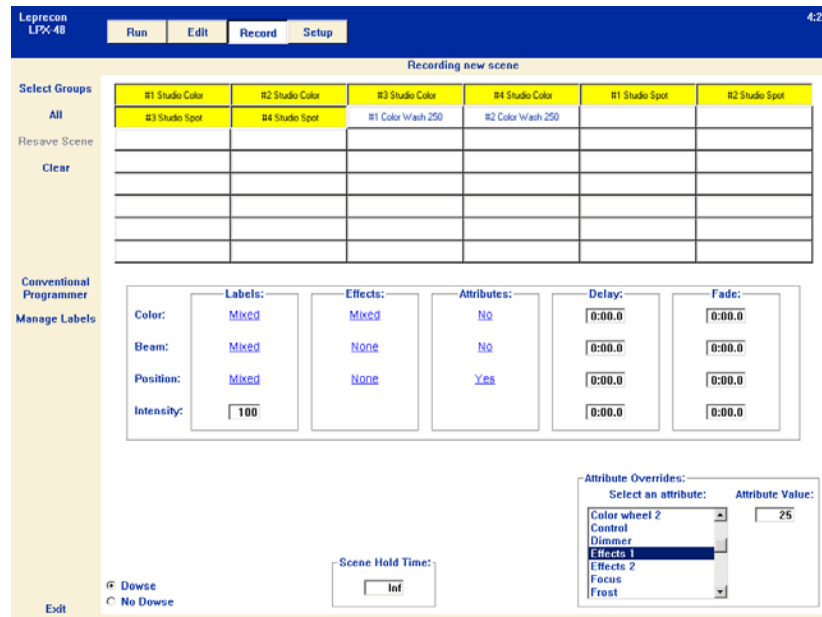 Leprecon
LPX-48
Run Edit Record Setup
4:2
Recording new scene
Select Groups
All
Resave Scene
Clear
#1 Studio Color #2 Studio Color #3 Studio Color #4 Studio Color #1 Studio Spot #2 Studio Spot
#3 Studio Spot #4 Studio Spot #1 Color Wash 250 #2 Color Wash 250
Conventional
Programmer
Manage Labels
Labels: Effects: Attributes: Delay: Fade:
Color: Mixed Mixed No 0:00.0 0:00.0
Beam: Mixed None No 0:00.0 0:00.0
Position: Mixed None Yes 0:00.0 0:00.0
Intensity: 100 0:00.0 0:00.0
Attribute Overrides:
Select an attribute: Attribute Value:
Color wheel 2 25
Control
Dimmer
Effects 1
Effects 2
Focus
Frost
Scene Hold Time:
Inf
Dowse
No Dowse
Exit